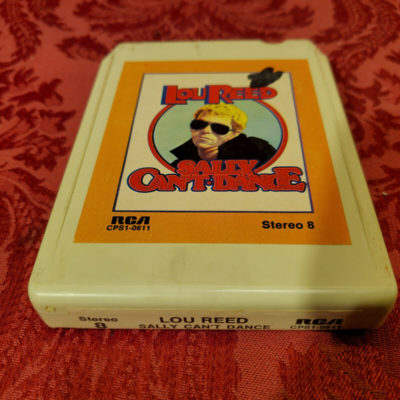 LOU REED
SALLY
CAN'T DANCE
RCA
CPS1-0611
Stereo 8
Stereo
8
LOU REED
SALLY CAN'T DANCE
RCA
CPS1-0611